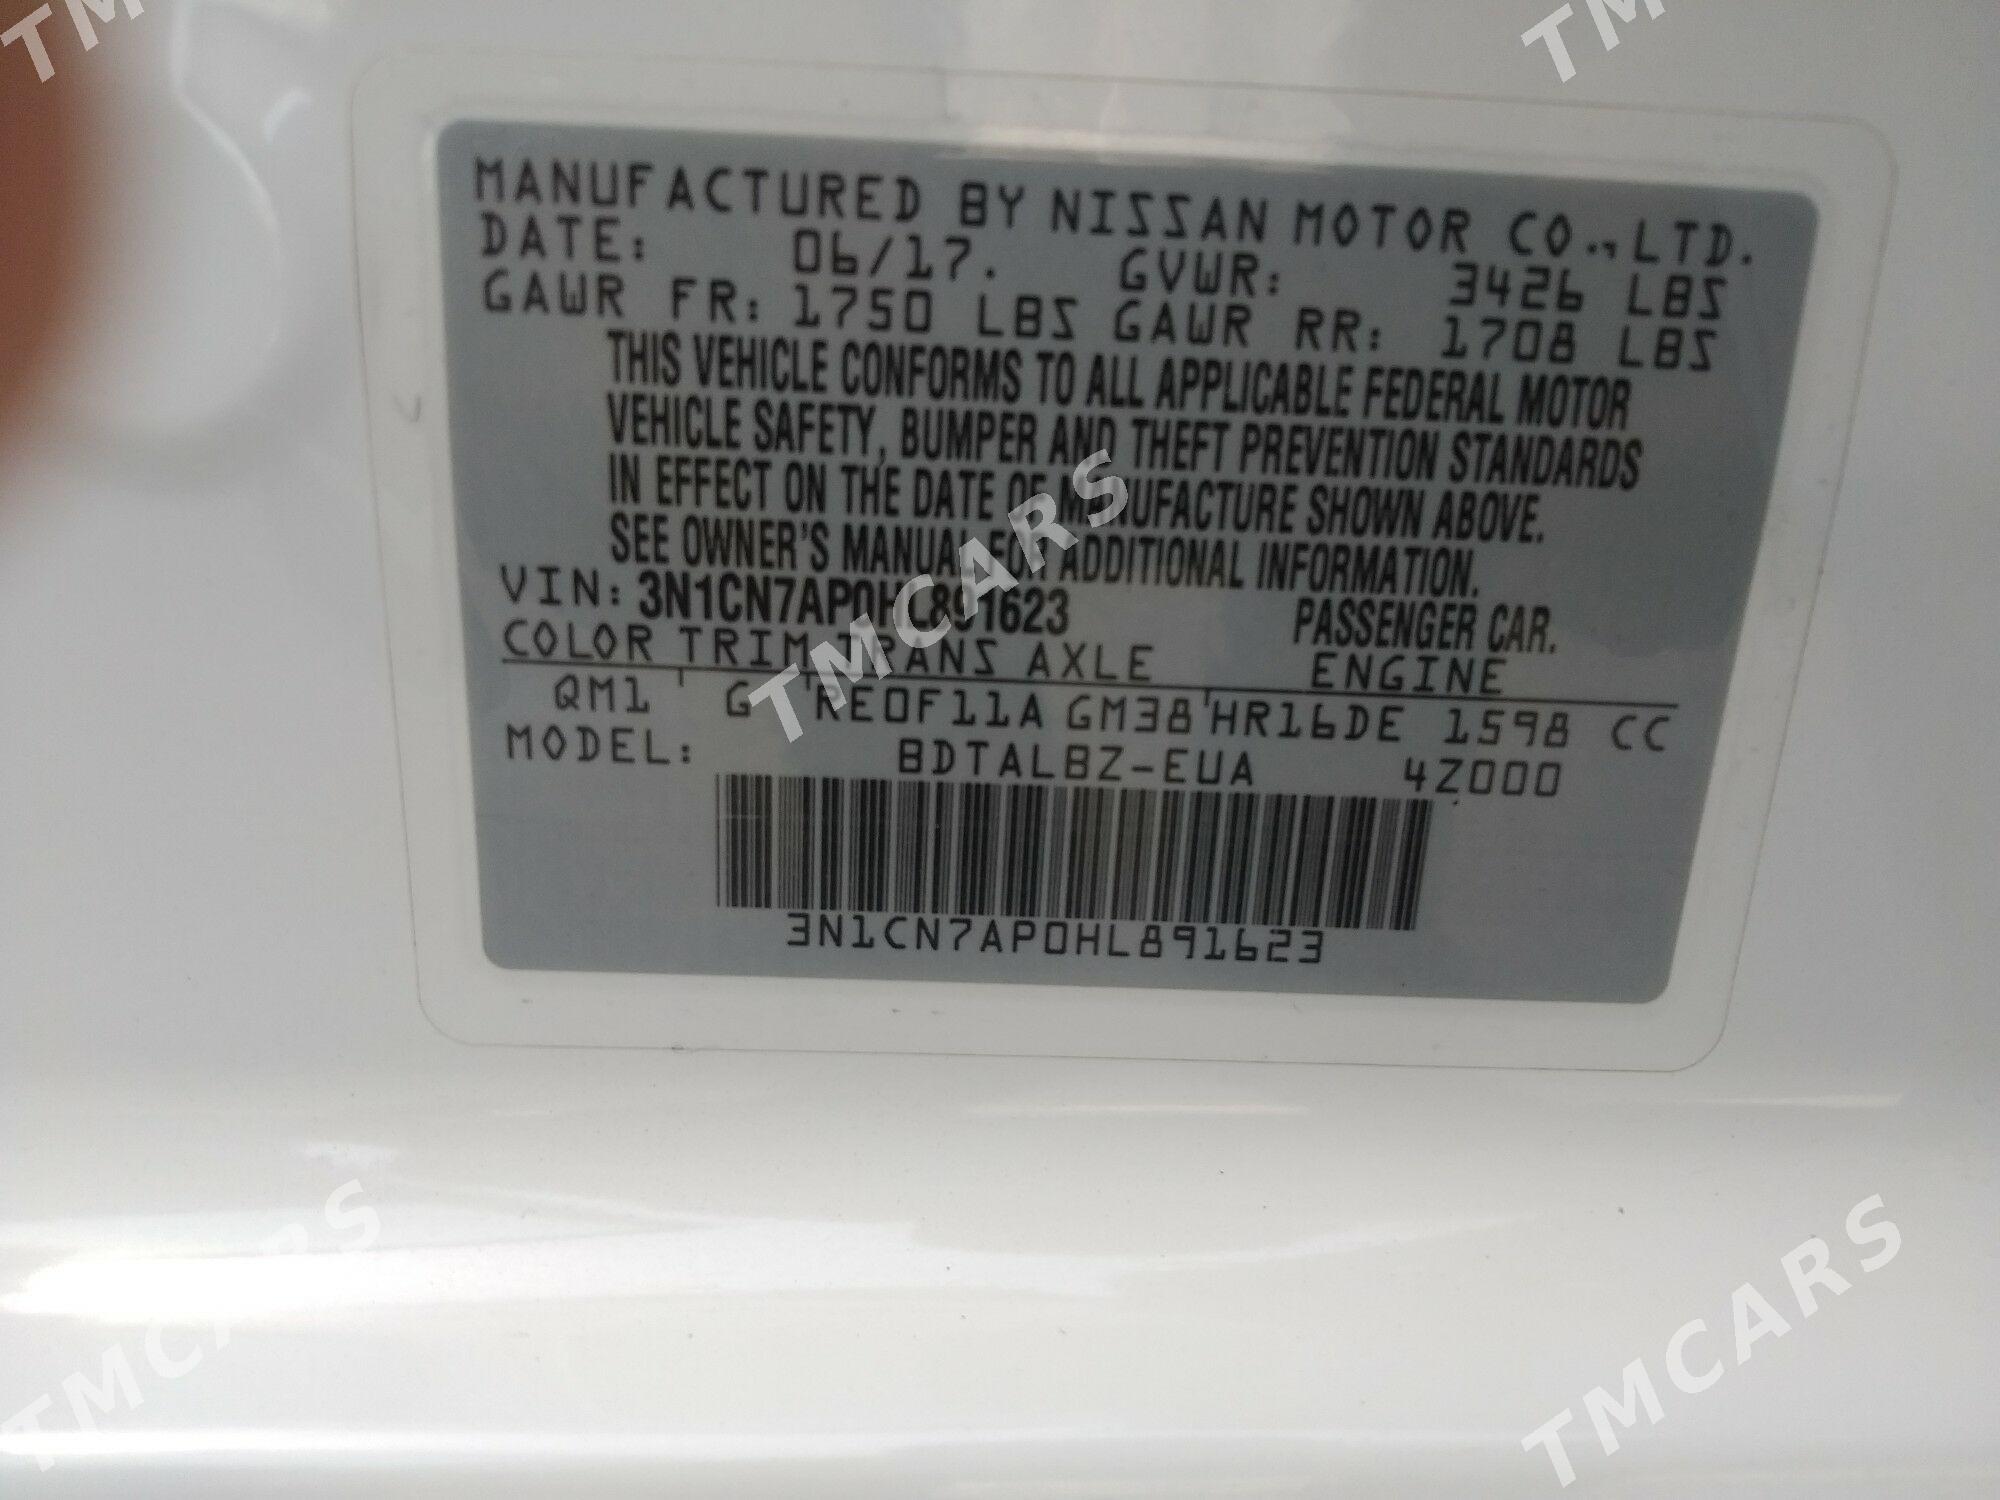 MANUFACTURED BY NISSAN MOTOR CO., LTD.
DATE: 06/17. GVWR: 3426 LBS
GAWR FR: 1750 LBS GAWR RR: 1708 LBS
THIS VEHICLE CONFORMS TO ALL APPLICABLE FEDERAL MOTOR
VEHICLE SAFETY, BUMPER AND THEFT PREVENTION STANDARDS
IN EFFECT ON THE DATE OF MANUFACTURE SHOWN ABOVE.
SEE OWNER'S MANUAL FOR ADDITIONAL INFORMATION.
VIN: 3N1CN7AP0HL891623 PASSENGER CAR.
COLOR TRIM TRANS AXLE ENGINE
QM1 G RE0F11A GM38 HR16DE 1598 CC
MODEL: BDTALBZ-EUA 4Z000
3N1CN7AP0HL891623
TMCARS
TMCARS
TMCARS